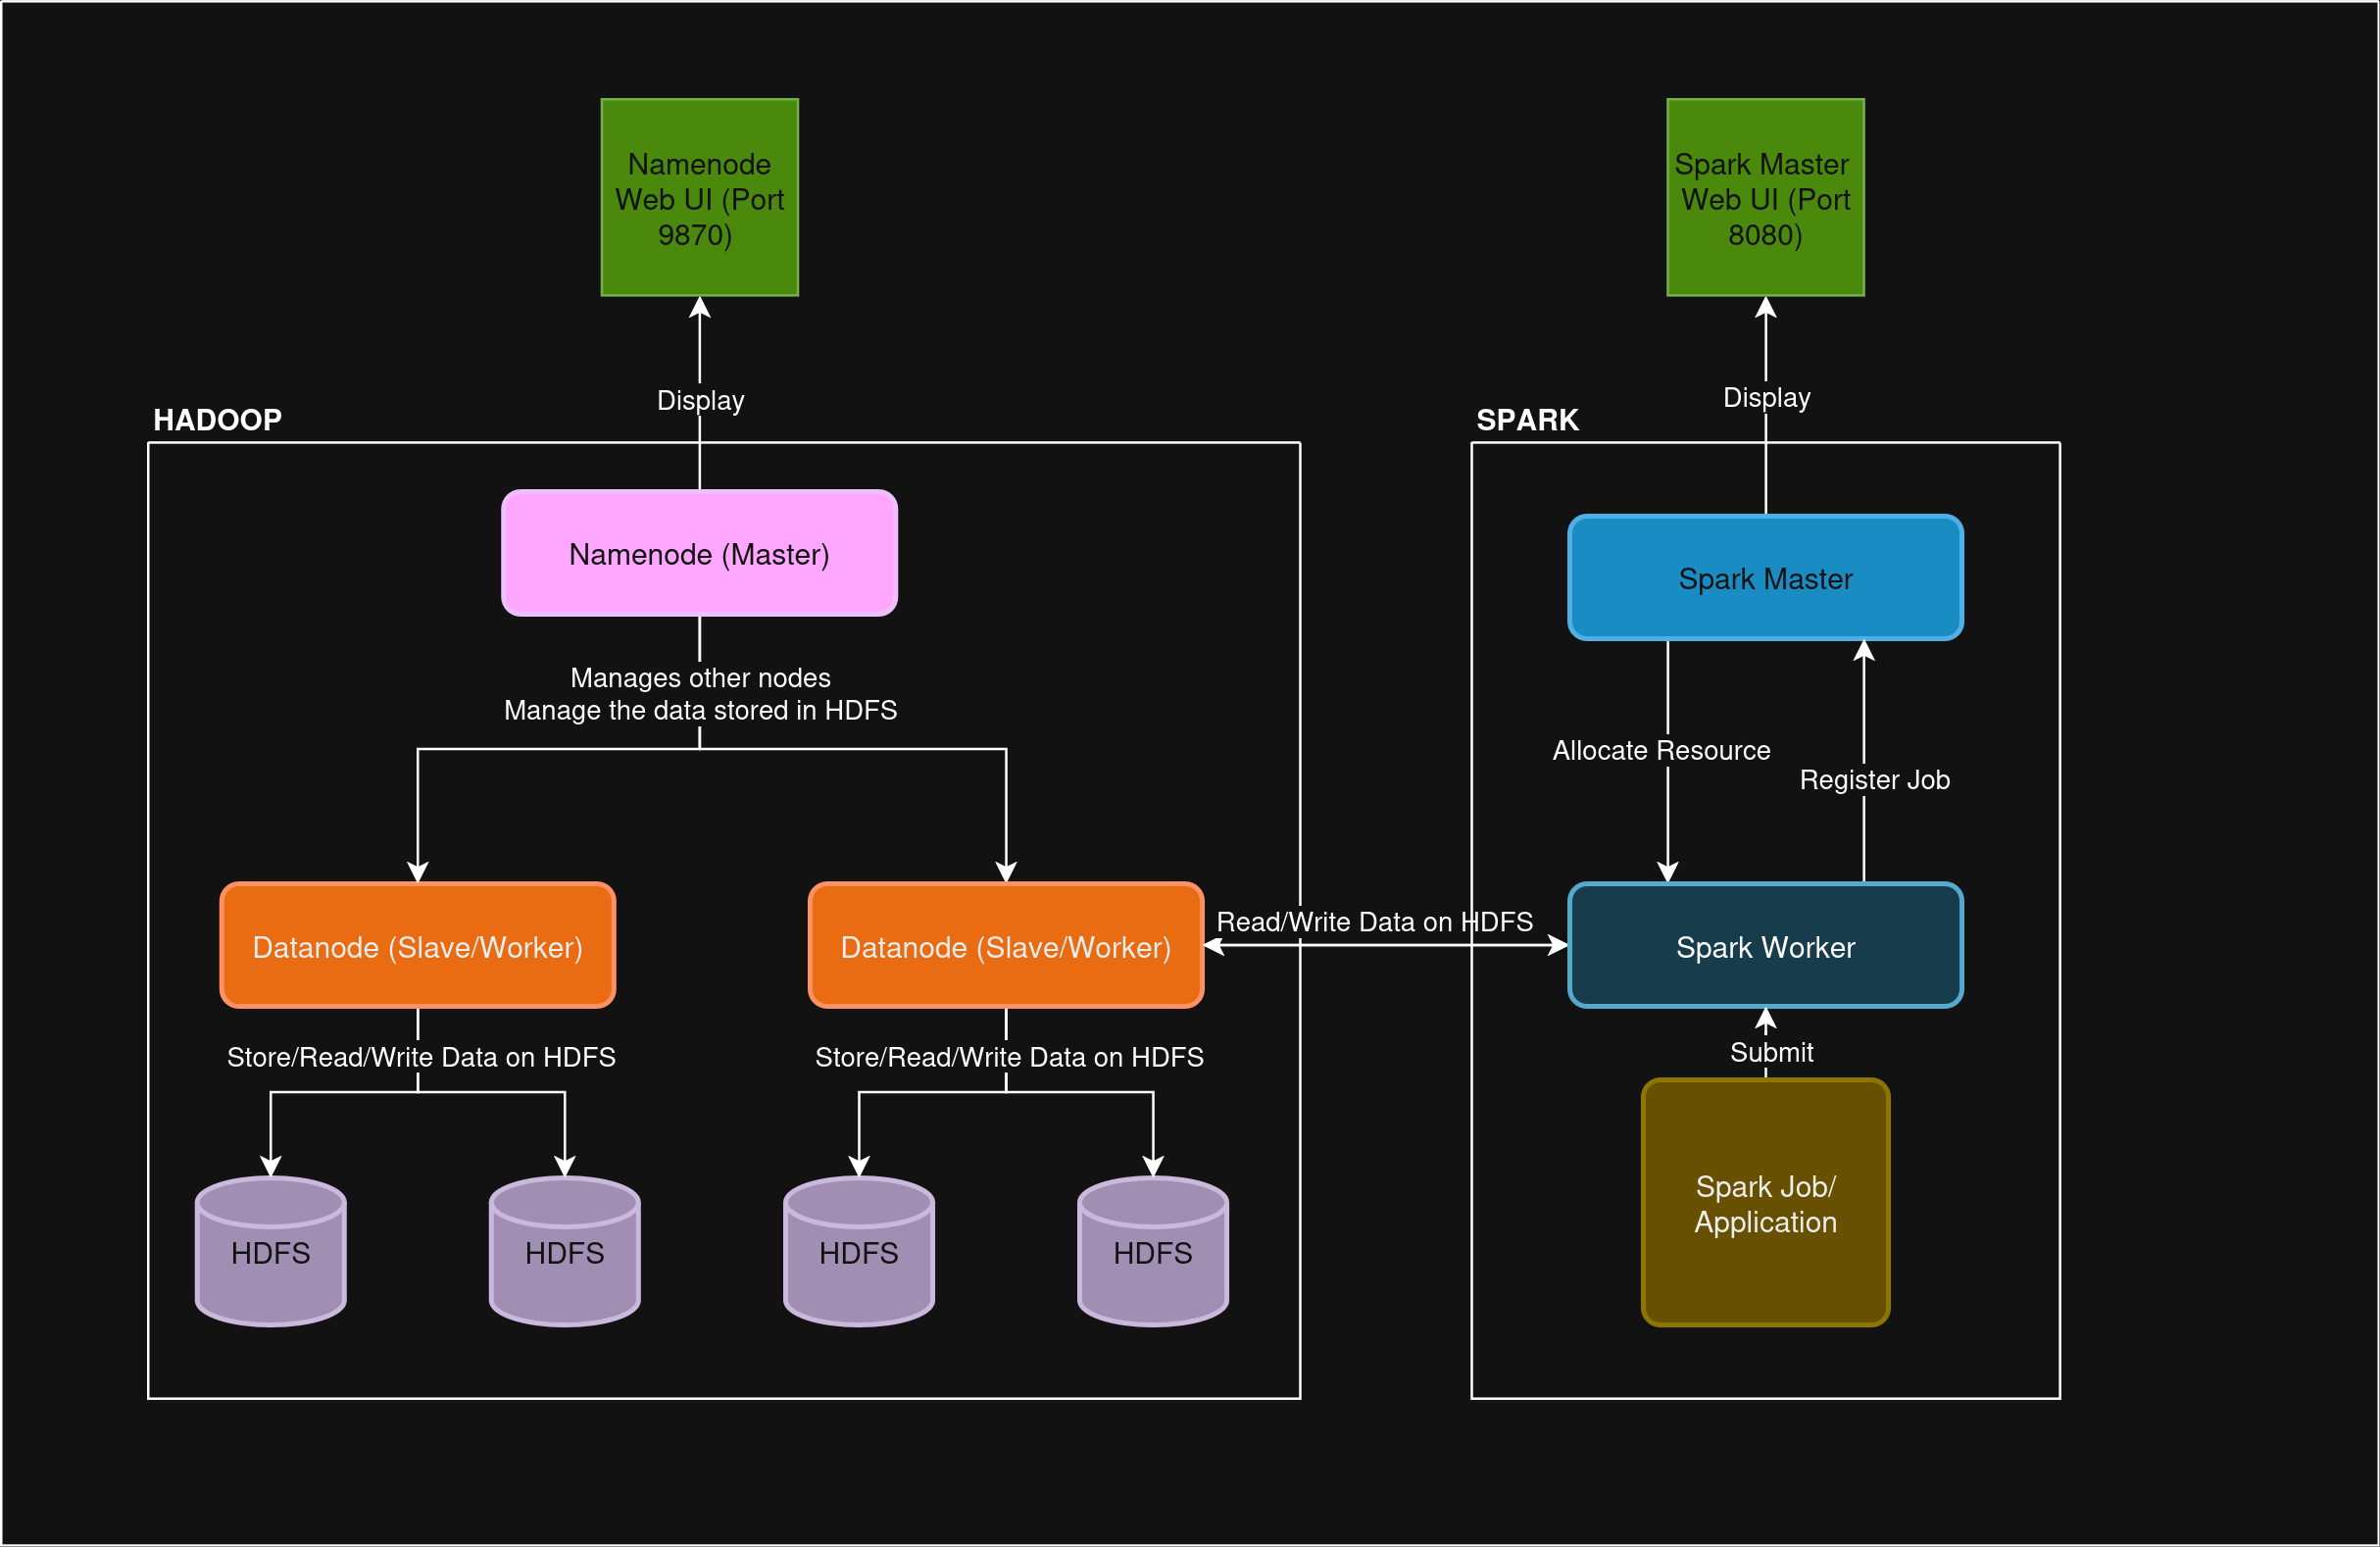 Namenode
Web UI (Port
9870)
Spark Master
Web UI (Port
8080)
Display
Display
HADOOP
SPARK
Namenode (Master)
Spark Master
Manages other nodes
Manage the data stored in HDFS
Allocate Resource
Register Job
Datanode (Slave/Worker)
Datanode (Slave/Worker)
Read/Write Data on HDFS
Spark Worker
Store/Read/Write Data on HDFS
Store/Read/Write Data on HDFS
Submit
Spark Job/
Application
HDFS
HDFS
HDFS
HDFS